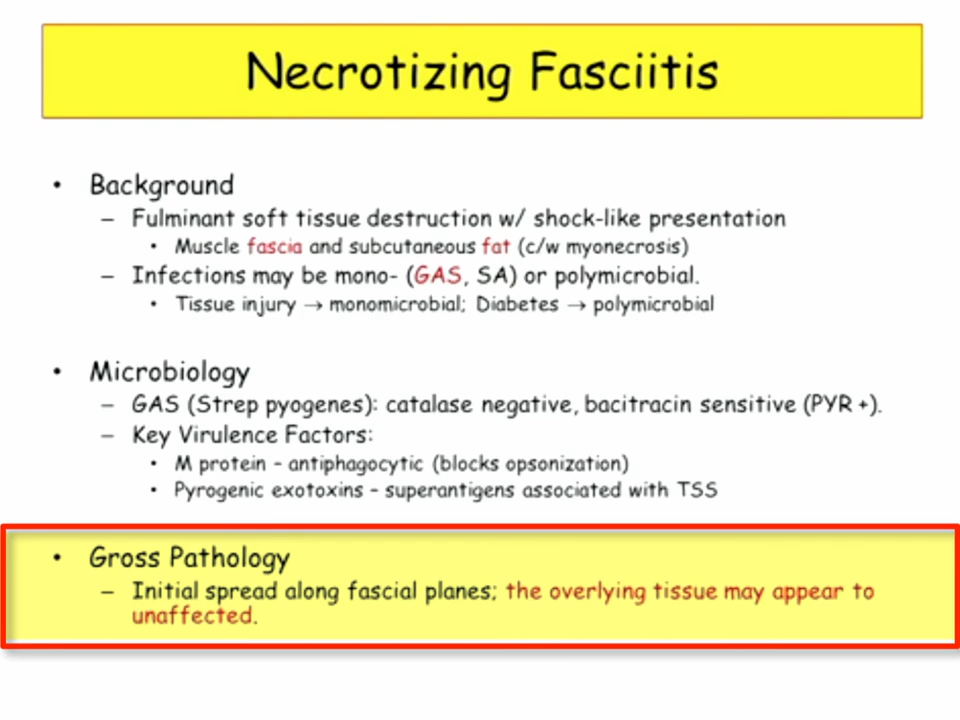 Necrotizing Fasciitis
• Background
– Fulminant soft tissue destruction w/ shock-like presentation
• Muscle fascia and subcutaneous fat (c/w myonecrosis)
– Infections may be mono- (GAS, SA) or polymicrobial.
• Tissue injury → monomicrobial; Diabetes → polymicrobial
• Microbiology
– GAS (Strep pyogenes): catalase negative, bacitracin sensitive (PYR +).
– Key Virulence Factors:
• M protein – antiphagocytic (blocks opsonization)
• Pyrogenic exotoxins – superantigens associated with TSS
• Gross Pathology
– Initial spread along fascial planes; the overlying tissue may appear to
unaffected.